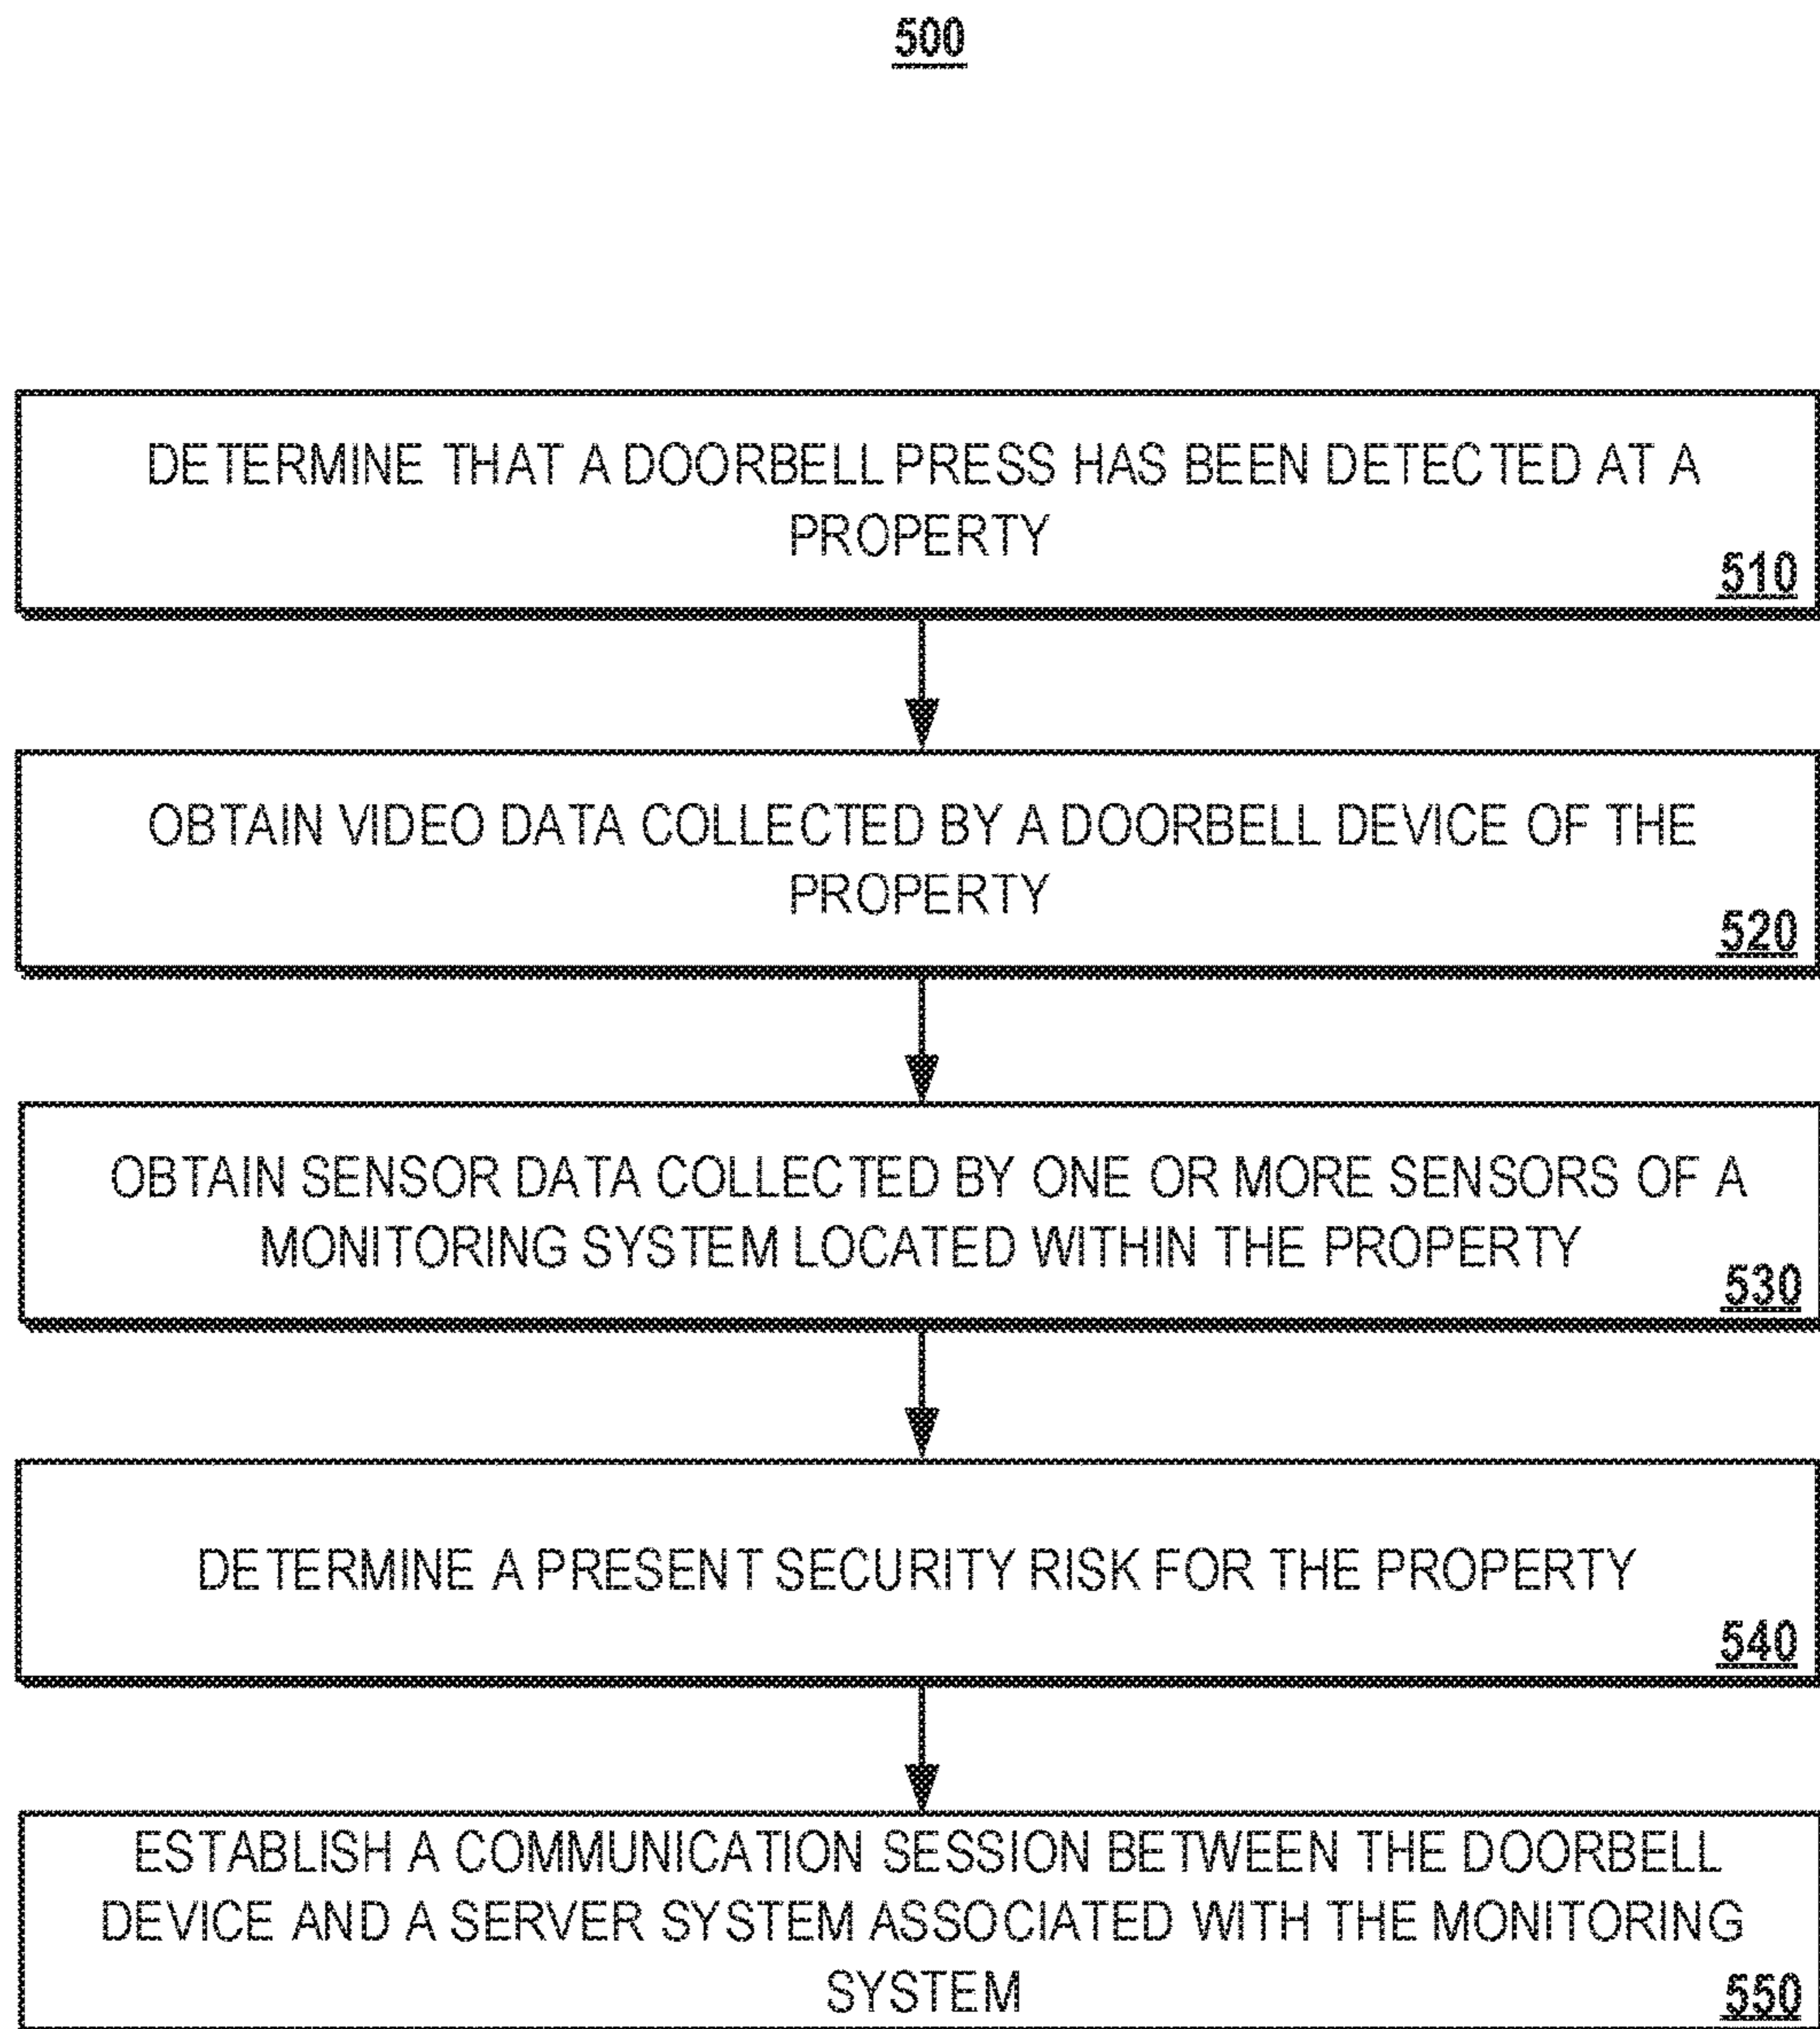 500
DETERMINE THAT A DOORBELL PRESS HAS BEEN DETECTED AT A
PROPERTY
510
OBTAIN VIDEO DATA COLLECTED BY A DOORBELL DEVICE OF THE
PROPERTY
520
OBTAIN SENSOR DATA COLLECTED BY ONE OR MORE SENSORS OF A
MONITORING SYSTEM LOCATED WITHIN THE PROPERTY
530
DETERMINE A PRESENT SECURITY RISK FOR THE PROPERTY
540
ESTABLISH A COMMUNICATION SESSION BETWEEN THE DOORBELL
DEVICE AND A SERVER SYSTEM ASSOCIATED WITH THE MONITORING
SYSTEM
550